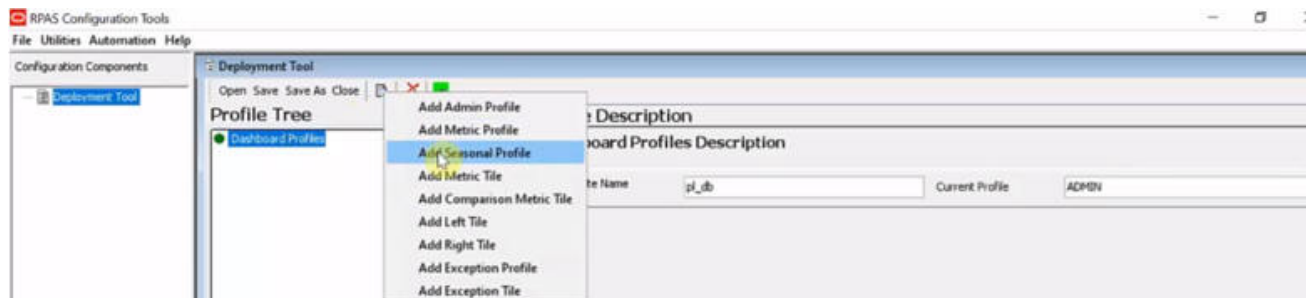 RPAS Configuration Tools
File Utilities Automation Help
Configuration Components
Deployment Tool
Deployment Tool
Open Save Save As Close
Profile Tree
Dashboard Profiles
Add Admin Profile
Add Metric Profile
Add Seasonal Profile
Add Metric Tile
Add Comparison Metric Tile
Add Left Tile
Add Right Tile
Add Exception Profile
Add Exception Tile
Description
oard Profiles Description
te Name pl_db Current Profile ADMIN